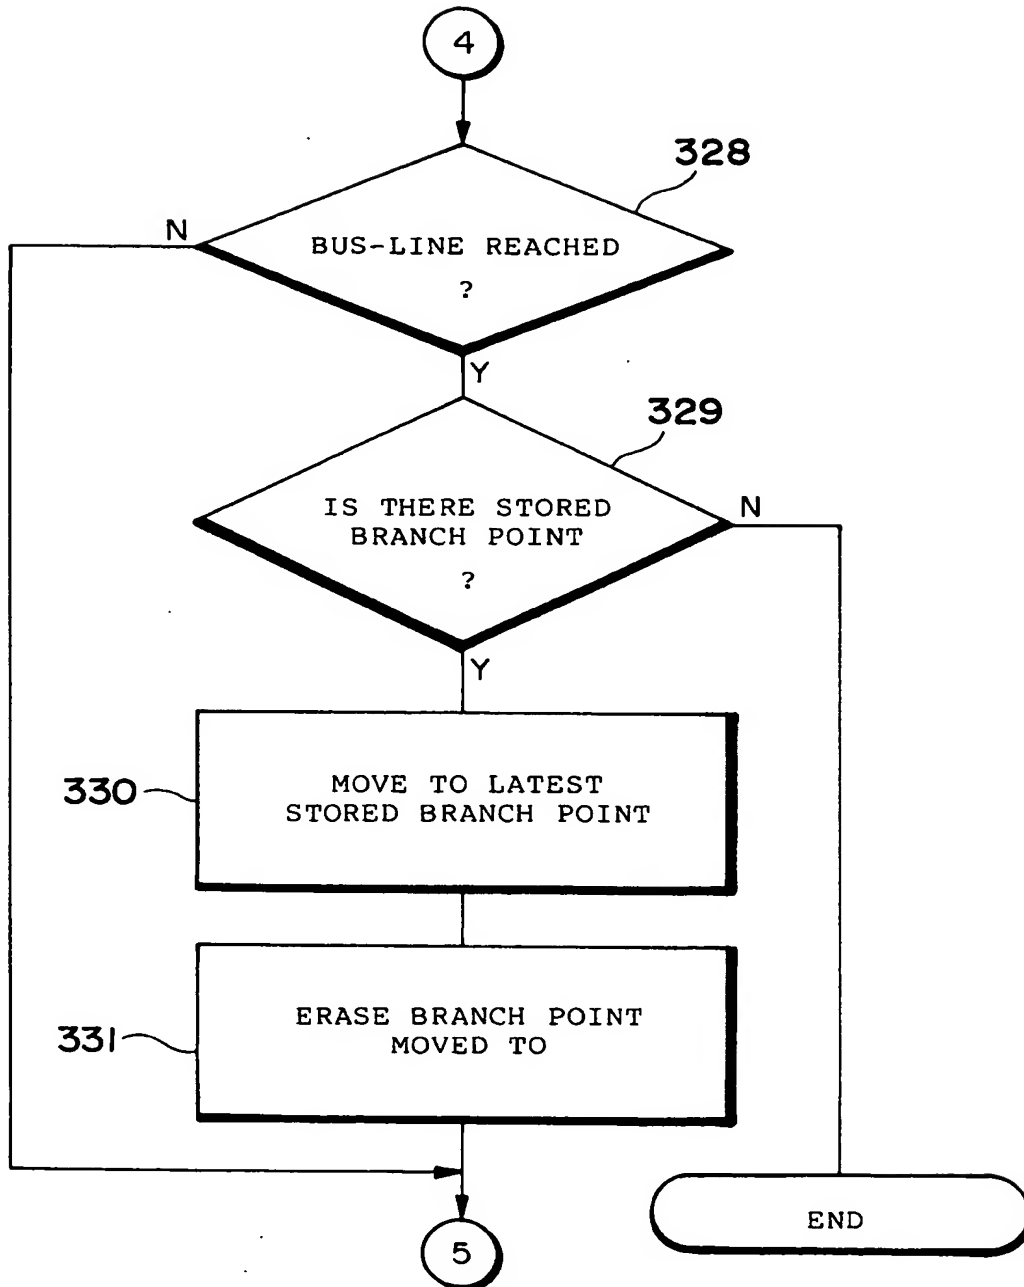 4
328
N
BUS-LINE REACHED
?
Y
329
IS THERE STORED
BRANCH POINT
?
N
Y
330
MOVE TO LATEST
STORED BRANCH POINT
331
ERASE BRANCH POINT
MOVED TO
5
END